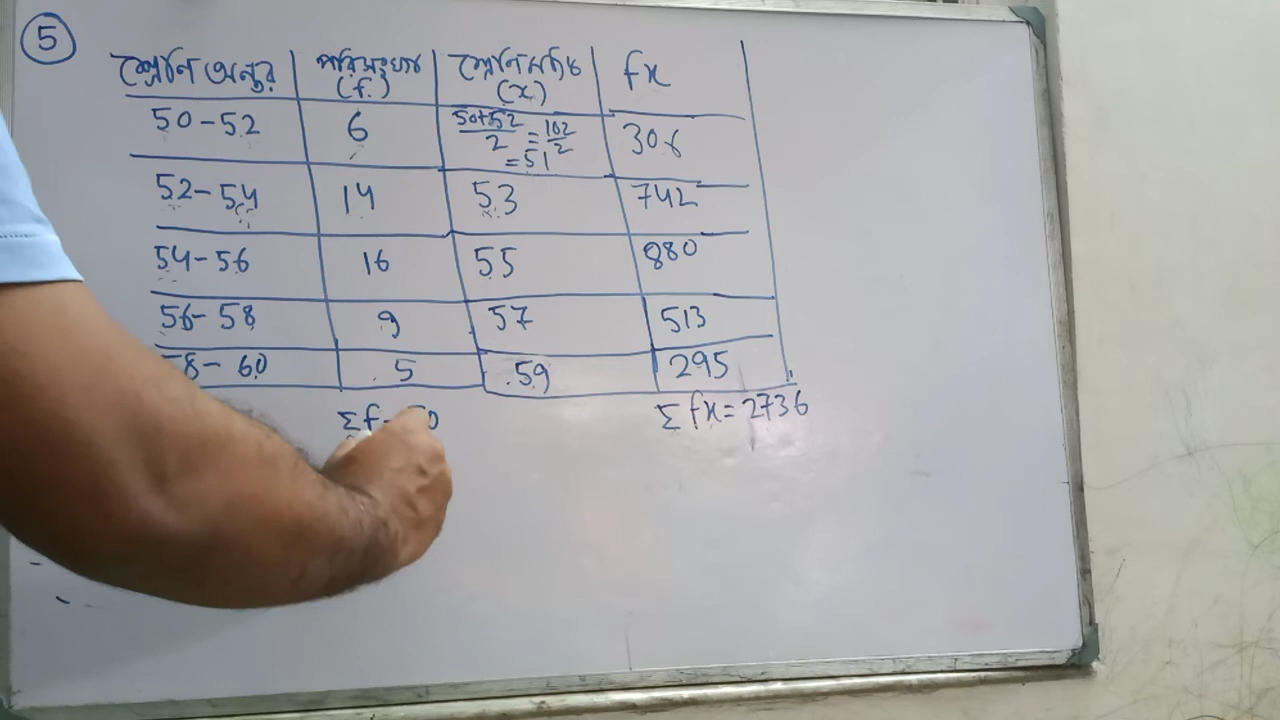 5
শ্রেনি অন্তর | পরিসংখ্যা (f) | শ্রেনি মধ্যমান (x) | fx
50-52 | 6 | 50+52/2 = 102/2 = 51 | 306
52-54 | 14 | 53 | 742
54-56 | 16 | 55 | 880
56-58 | 9 | 57 | 513
8-60 | 5 | 59 | 295
Σf= 50 Σfx=2736